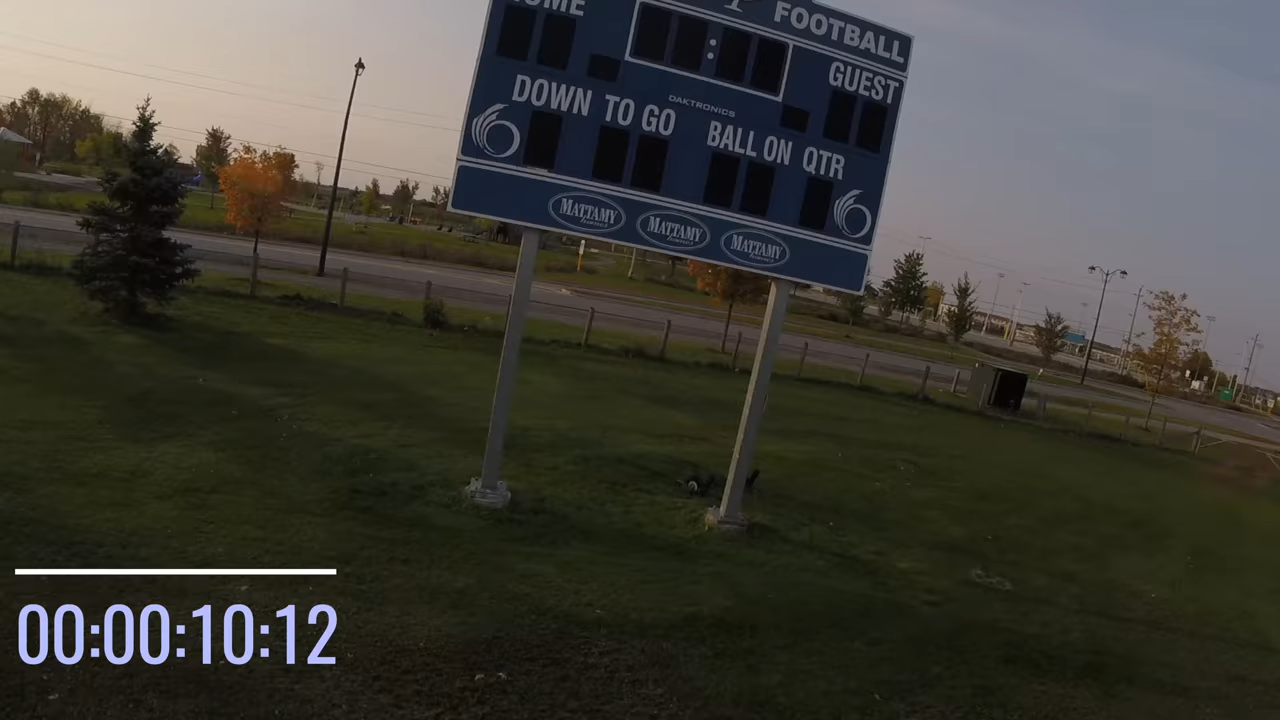 FOOTBALL
GUEST
DAKTRONICS
DOWN TO GO
BALL ON QTR
MATTAMY MATTAMY MATTAMY
00:00:10:12